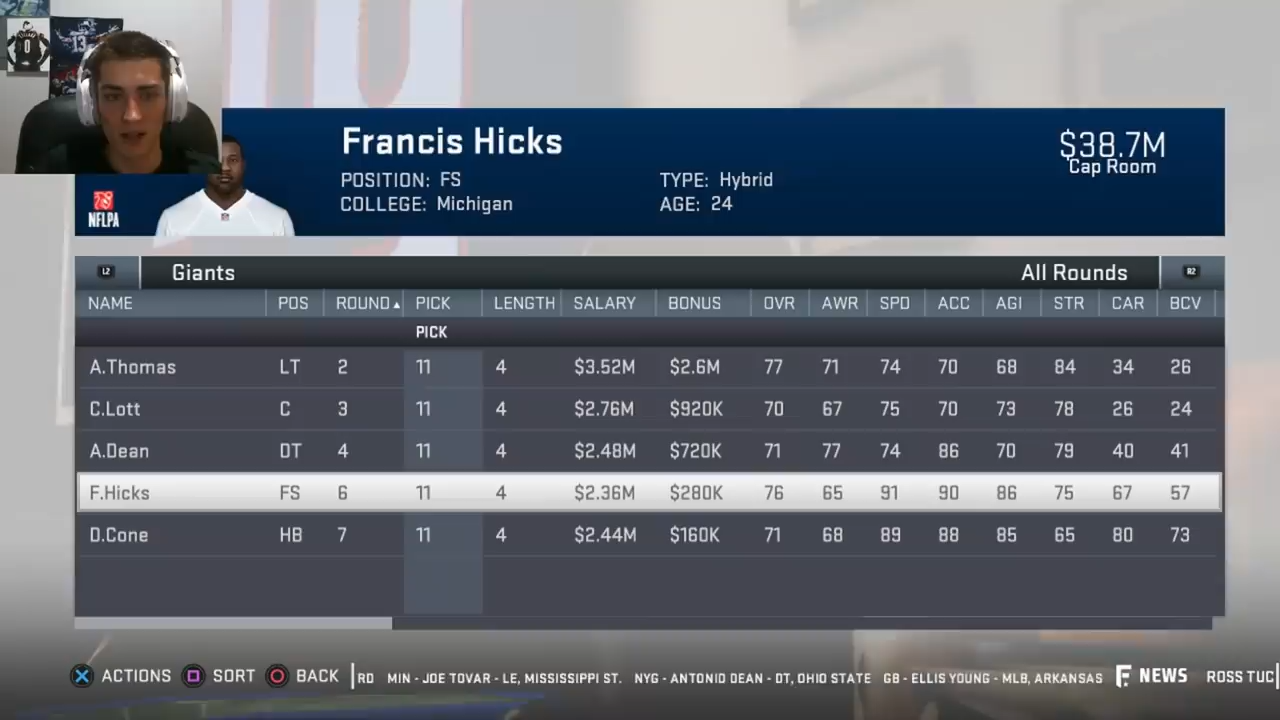 0
13
Francis Hicks
$38.7M
Cap Room
POSITION: FS
TYPE: Hybrid
COLLEGE: Michigan
AGE: 24
NFLPA
L2 Giants All Rounds R2
NAME POS ROUND PICK LENGTH SALARY BONUS OVR AWR SPD ACC AGI STR CAR BCV
PICK
A.Thomas LT 2 11 4 $3.52M $2.6M 77 71 74 70 68 84 34 26
C.Lott C 3 11 4 $2.76M $920K 70 67 75 70 73 78 26 24
A.Dean DT 4 11 4 $2.48M $720K 71 77 74 86 70 79 40 41
F.Hicks FS 6 11 4 $2.36M $280K 76 65 91 90 86 75 67 57
D.Cone HB 7 11 4 $2.44M $160K 71 68 89 88 85 65 80 73
ACTIONS SORT BACK RD MIN - JOE TOVAR - LE, MISSISSIPPI ST. NYG - ANTONIO DEAN - DT, OHIO STATE GB - ELLIS YOUNG - MLB, ARKANSAS F NEWS ROSS TUC